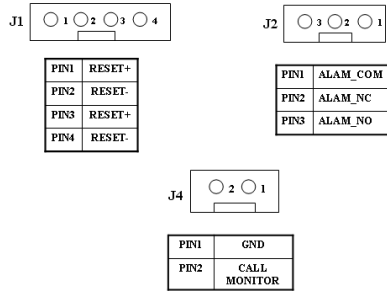 J1 1 2 3 4
PIN1 RESET+
PIN2 RESET-
PIN3 RESET+
PIN4 RESET-
J2 3 2 1
PIN1 ALAM_COM
PIN2 ALAM_NC
PIN3 ALAM_NO
J4 2 1
PIN1 GND
PIN2 CALL
MONITOR